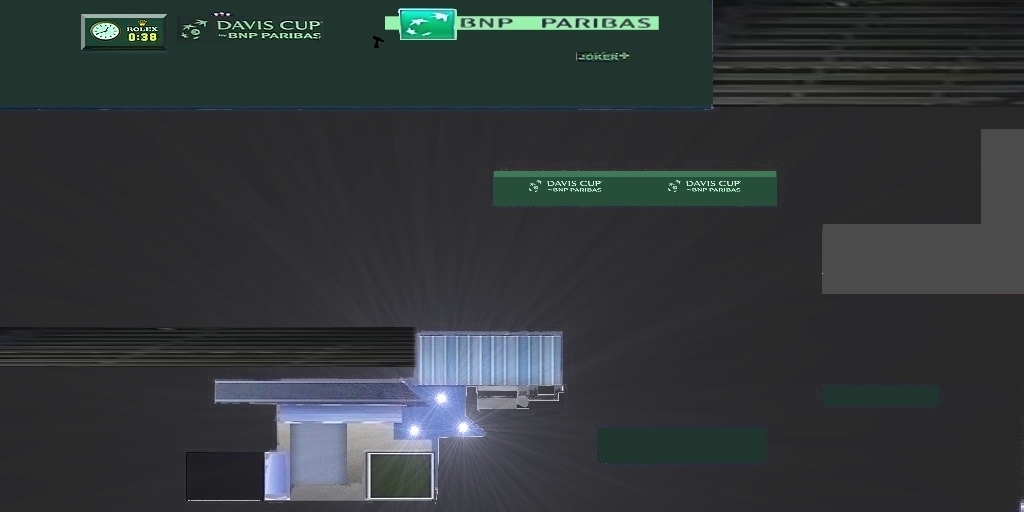 ROLEX
0:38
DAVIS CUP
by BNP PARIBAS
BNP PARIBAS
JOKER+
DAVIS CUP
by BNP PARIBAS
DAVIS CUP
by BNP PARIBAS